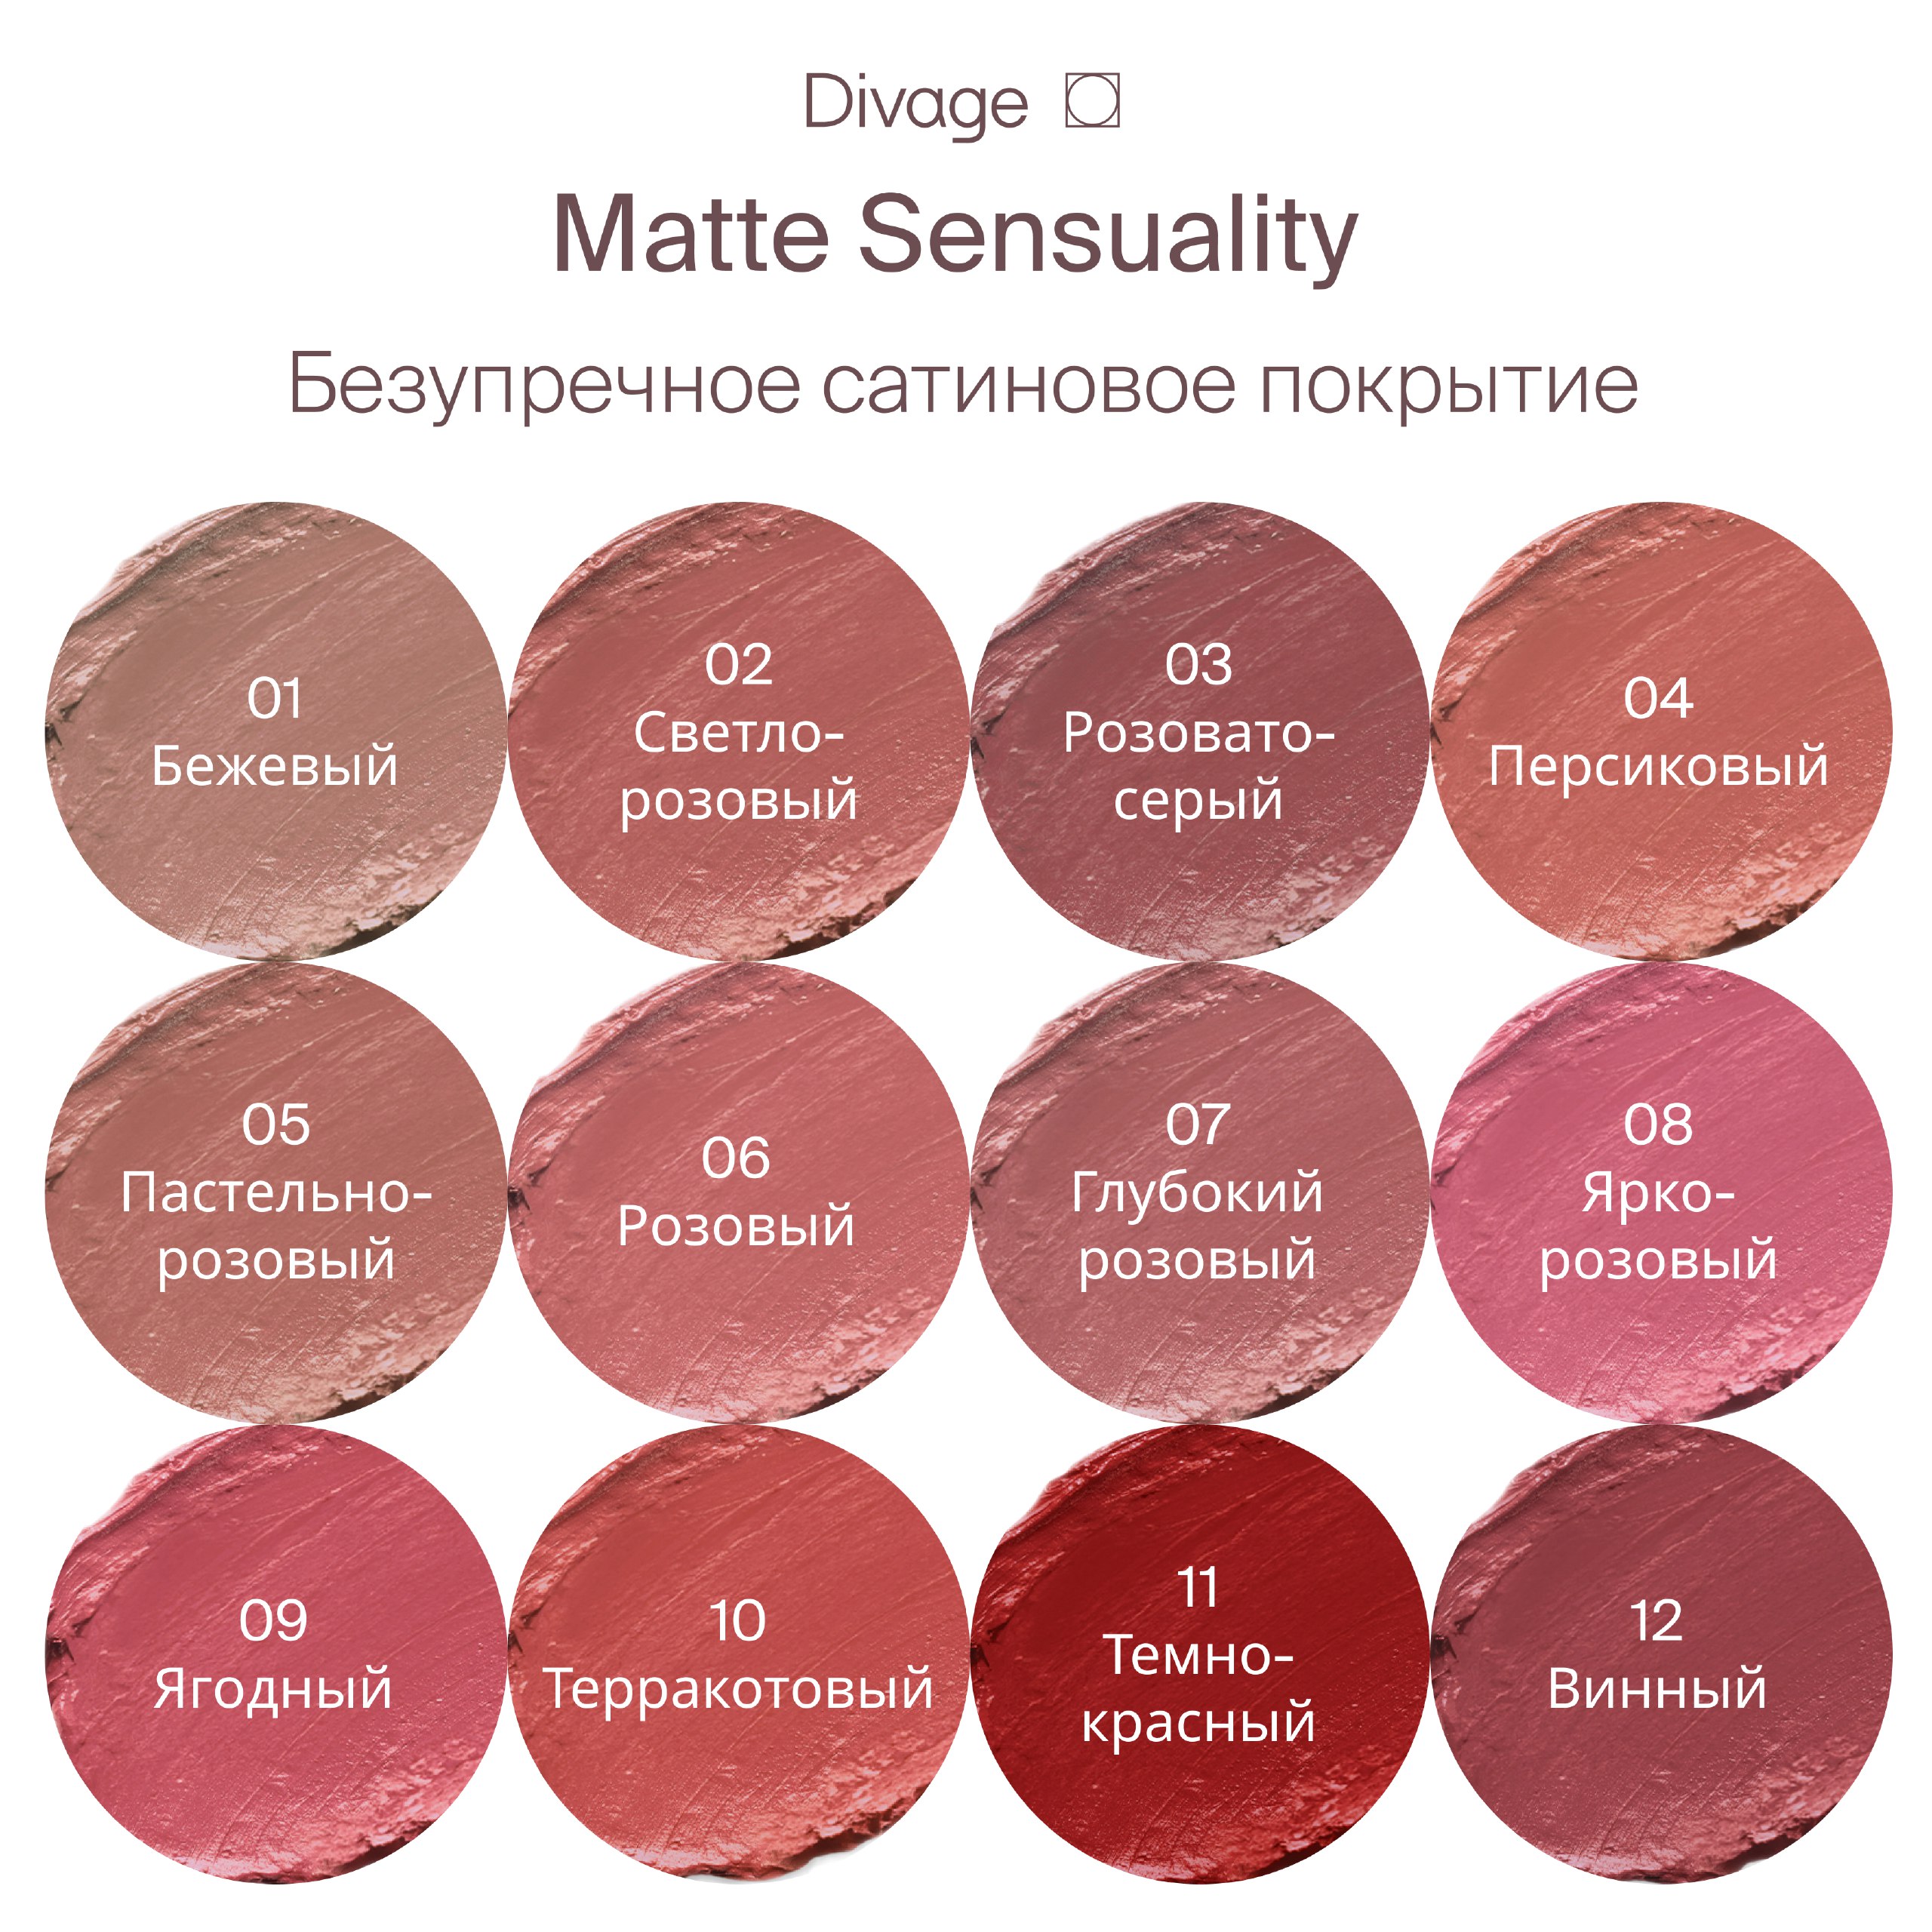 Divage
Matte Sensuality
Безупречное сатиновое покрытие
01
Бежевый
02
Светло-
розовый
03
Розовато-
серый
04
Персиковый
05
Пастельно-
розовый
06
Розовый
07
Глубокий
розовый
08
Ярко-
розовый
09
Ягодный
10
Терракотовый
11
Темно-
красный
12
Винный